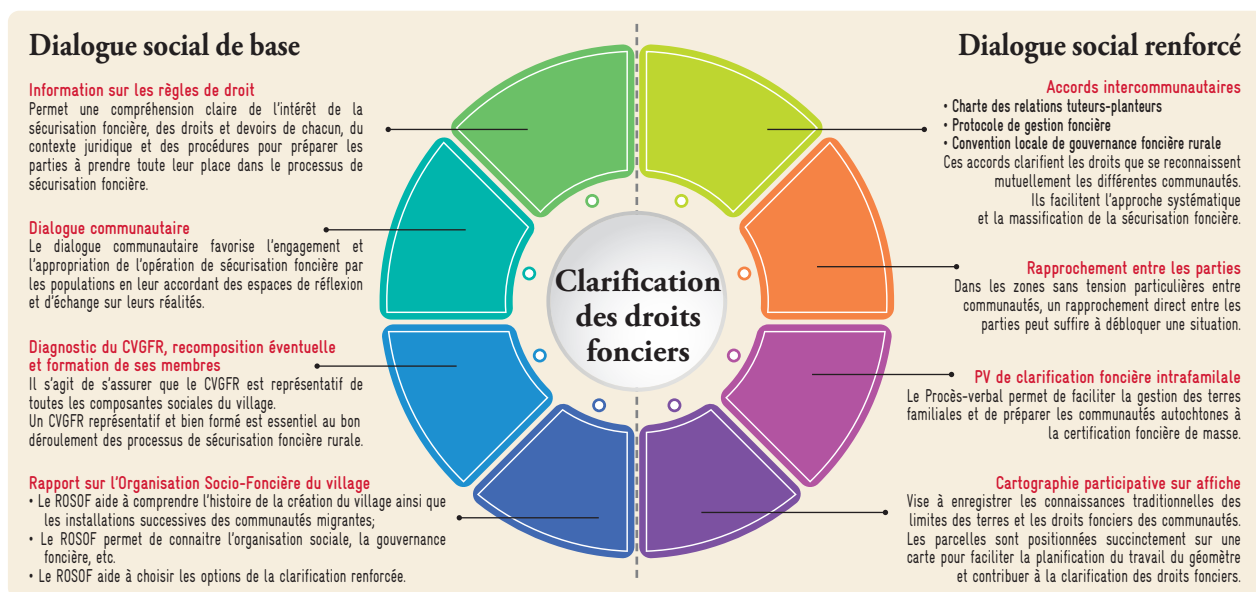 Dialogue social de base
Information sur les règles de droit
Permet une compréhension claire de l'intérêt de la
sécurisation foncière, des droits et devoirs de chacun, du
contexte juridique et des procédures pour préparer les
parties à prendre toute leur place dans le processus de
sécurisation foncière.
Dialogue communautaire
Le dialogue communautaire favorise l'engagement et
l'appropriation de l'opération de sécurisation foncière par
les populations en leur accordant des espaces de réflexion
et d'échange sur leurs réalités.
Diagnostic du CVGFR, recomposition éventuelle
et formation de ses membres
Il s'agit de s'assurer que le CVGFR est représentatif de
toutes les composantes sociales du village.
Un CVGFR représentatif et bien formé est essentiel au bon
déroulement des processus de sécurisation foncière rurale.
Rapport sur l'Organisation Socio-Foncière du village
• Le ROSOF aide à comprendre l'histoire de la création du village ainsi que
les installations successives des communautés migrantes;
• Le ROSOF permet de connaitre l'organisation sociale, la gouvernance
foncière, etc.
• Le ROSOF aide à choisir les options de la clarification renforcée.
Clarification
des droits
fonciers
Dialogue social renforcé
Accords intercommunautaires
• Charte des relations tuteurs-planteurs
• Protocole de gestion foncière
• Convention locale de gouvernance foncière rurale
Ces accords clarifient les droits que se reconnaissent
mutuellement les différentes communautés.
Ils facilitent l'approche systématique
et la massification de la sécurisation foncière.
Rapprochement entre les parties
Dans les zones sans tension particulières entre
communautés, un rapprochement direct entre les
parties peut suffire à débloquer une situation.
PV de clarification foncière intrafamilale
Le Procès-verbal permet de faciliter la gestion des terres
familiales et de préparer les communautés autochtones à
la certification foncière de masse.
Cartographie participative sur affiche
Vise à enregistrer les connaissances traditionnelles des
limites des terres et les droits fonciers des communautés.
Les parcelles sont positionnées succinctement sur une
carte pour faciliter la planification du travail du géomètre
et contribuer à la clarification des droits fonciers.